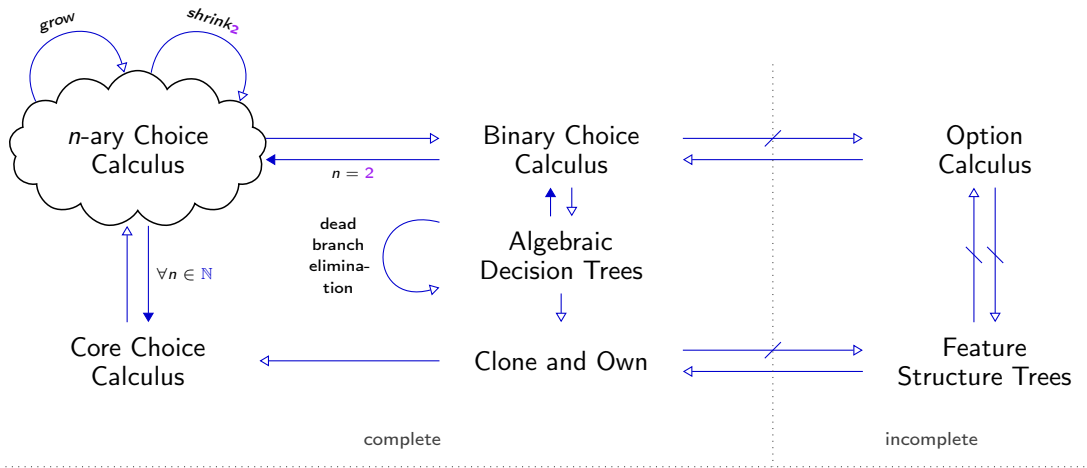 grow
shrink2
n-ary Choice
Calculus
n = 2
Binary Choice
Calculus
Option
Calculus
dead
branch
elimina-
tion
Algebraic
Decision Trees
∀n ∈ ℕ
Core Choice
Calculus
Clone and Own
Feature
Structure Trees
complete
incomplete